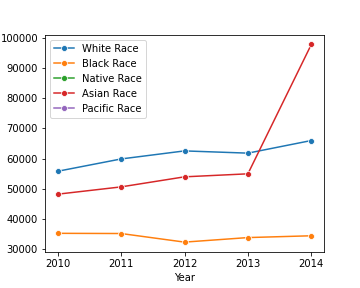 100000
90000
80000
70000
60000
50000
40000
30000
White Race
Black Race
Native Race
Asian Race
Pacific Race
2010 2011 2012 2013 2014
Year